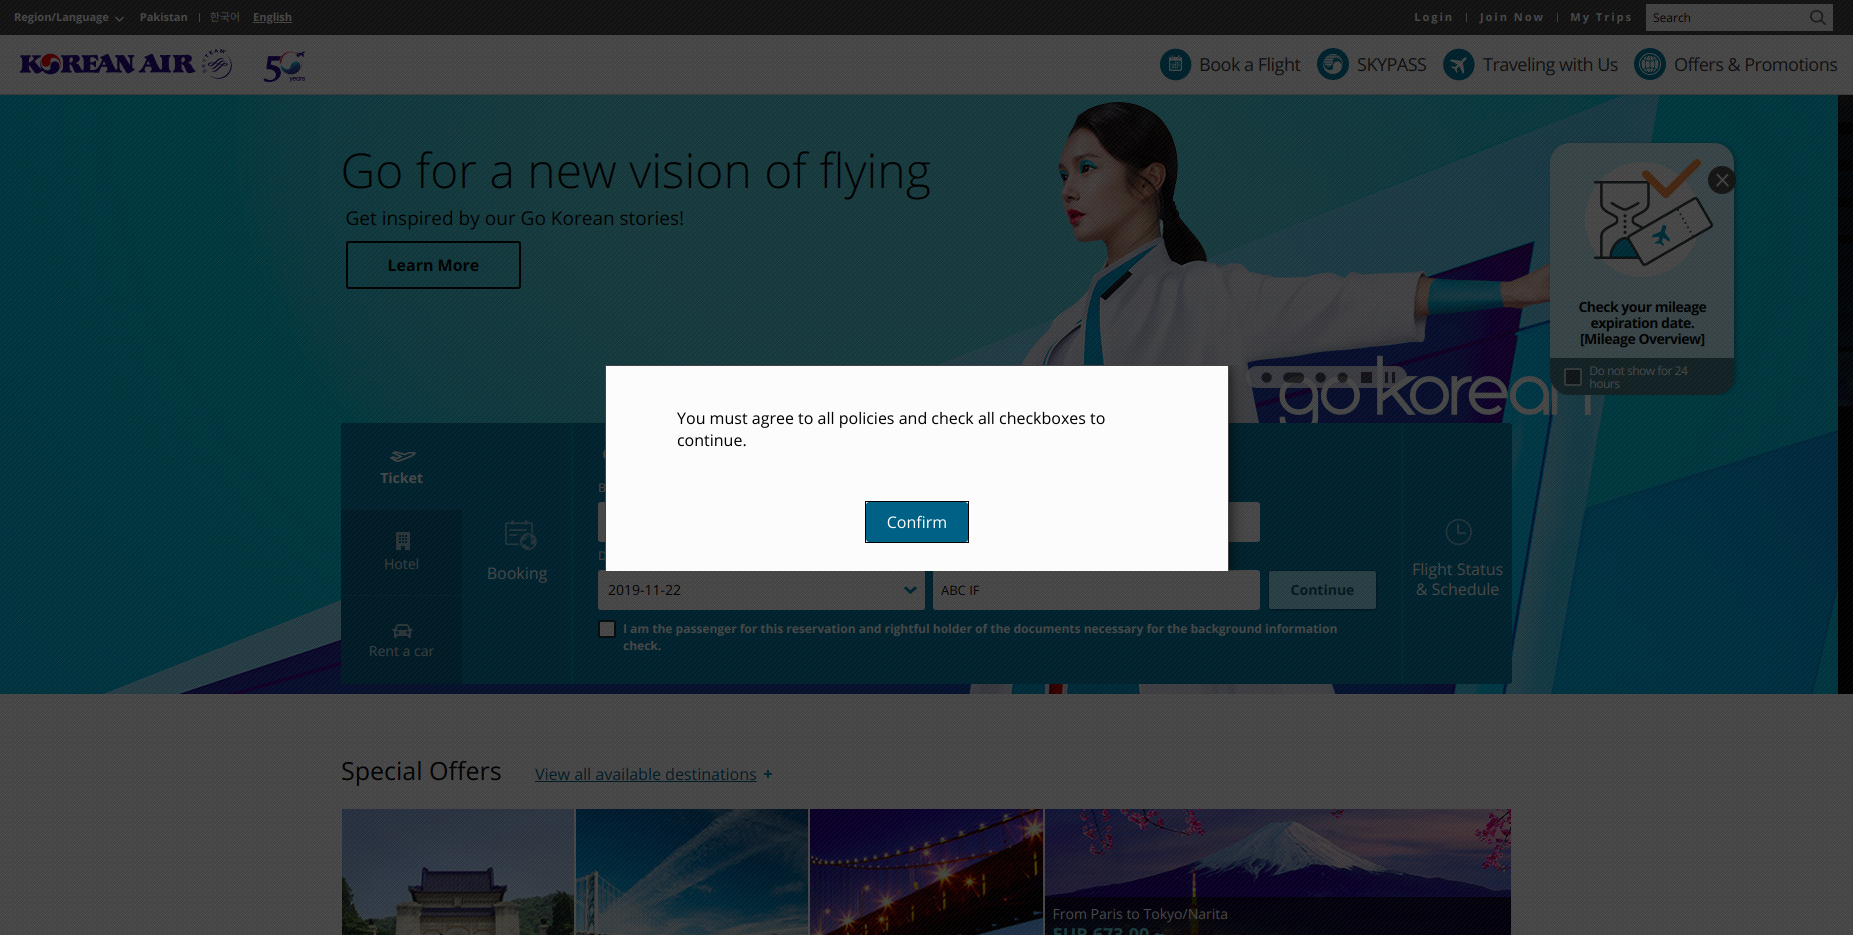 Region/Language Pakistan 한국어 English
Login Join Now My Trips Search
KOREAN AIR SKYTEAM 50 years
Book a Flight SKYPASS Traveling with Us Offers & Promotions
Go for a new vision of flying
Get inspired by our Go Korean stories!
Learn More
Check your mileage
expiration date.
[Mileage Overview]
Do not show for 24
hours
go korean
You must agree to all policies and check all checkboxes to
continue.
Confirm
Ticket
Hotel
Rent a car
Booking
B
D
2019-11-22 ABC IF Continue
I am the passenger for this reservation and rightful holder of the documents necessary for the background information
check.
Flight Status
& Schedule
Special Offers View all available destinations +
From Paris to Tokyo/Narita
EUR 673.00 ~